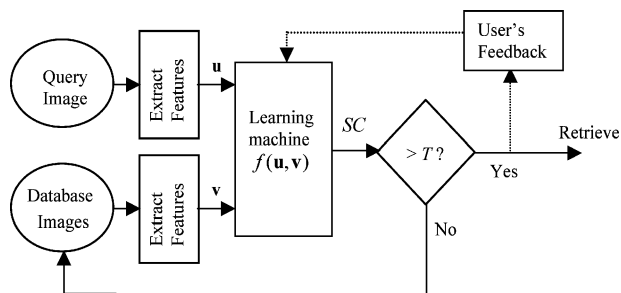 Query
Image
Extract
Features
u
Database
Images
Extract
Features
v
Learning
machine
f(u, v)
SC
> T ?
User's
Feedback
Retrieve
Yes
No